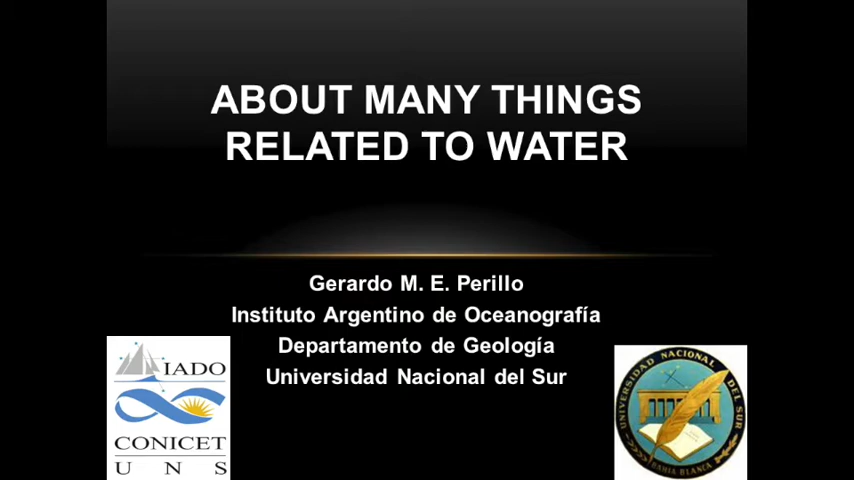 ABOUT MANY THINGS
RELATED TO WATER
Gerardo M. E. Perillo
Instituto Argentino de Oceanografía
Departamento de Geología
Universidad Nacional del Sur
IADO
CONICET
U N S
UNIVERSIDAD NACIONAL DEL SUR
BAHIA BLANCA